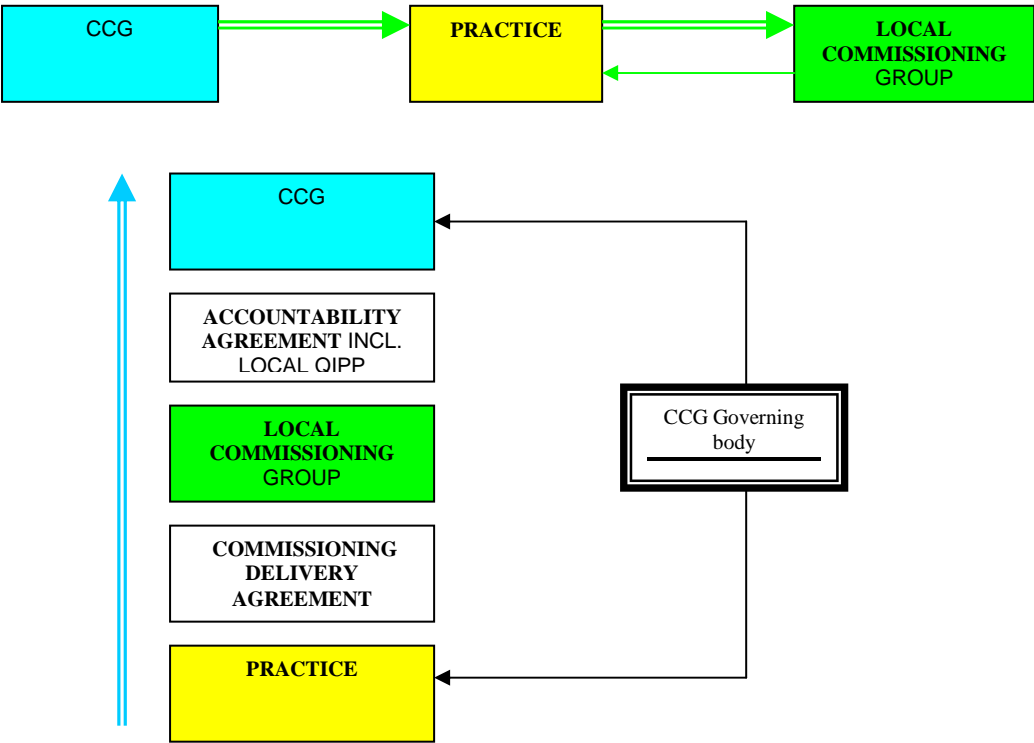 CCG
PRACTICE
LOCAL
COMMISSIONING
GROUP
CCG
ACCOUNTABILITY
AGREEMENT INCL.
LOCAL QIPP
LOCAL
COMMISSIONING
GROUP
COMMISSIONING
DELIVERY
AGREEMENT
PRACTICE
CCG Governing
body